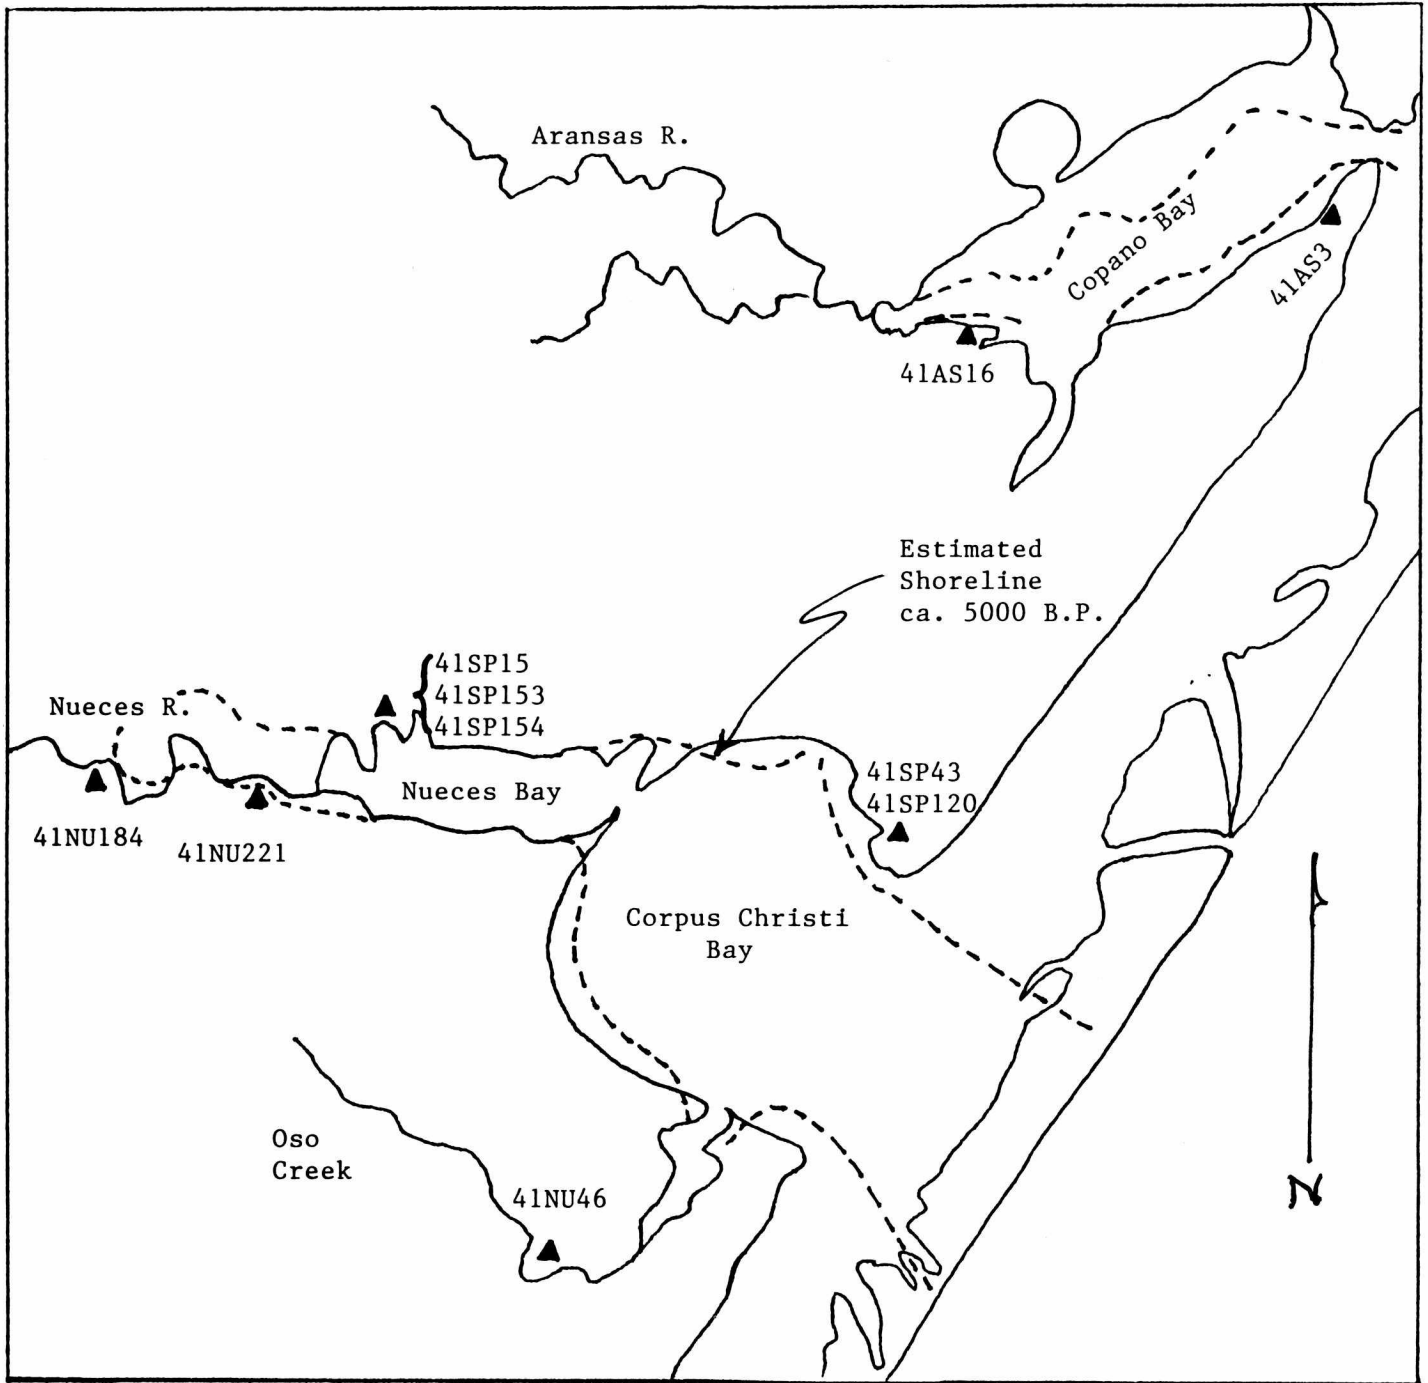 Aransas R.
Copano Bay
41AS3
41AS16
Estimated
Shoreline
ca. 5000 B.P.
41SP15
41SP153
41SP154
Nueces R.
Nueces Bay
41SP43
41SP120
41NU184
41NU221
Corpus Christi
Bay
Oso
Creek
41NU46
N